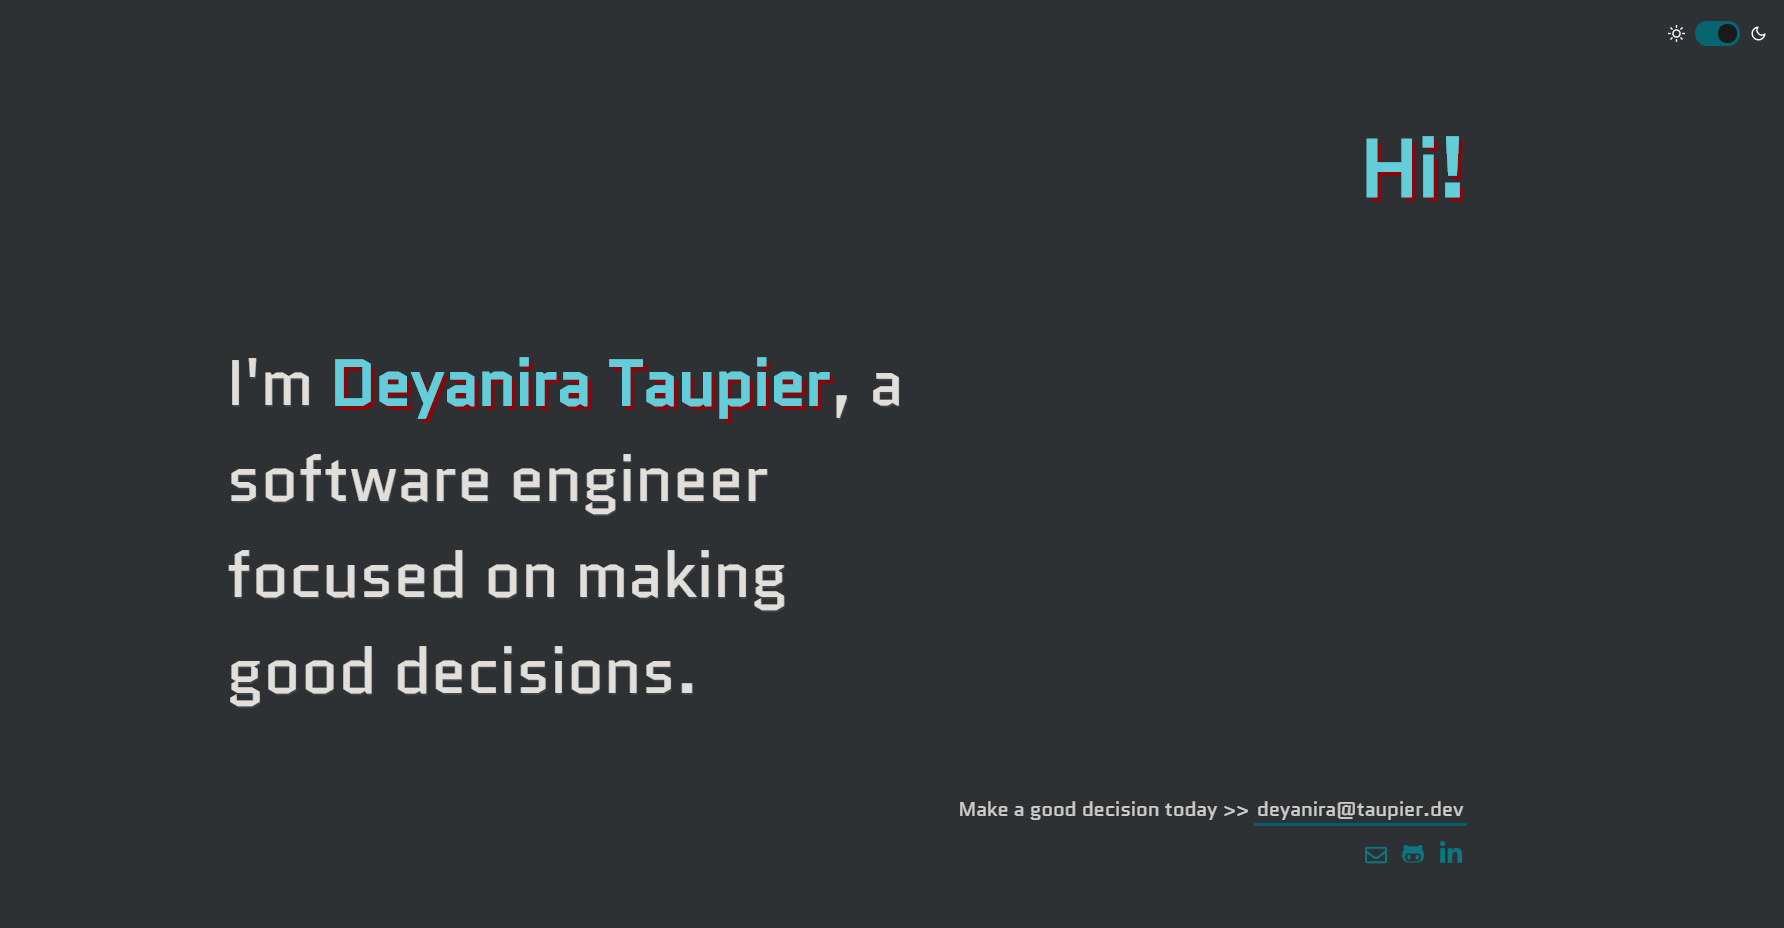 Hi!
I'm Deyanira Taupier, a
software engineer
focused on making
good decisions.
Make a good decision today >> deyanira@taupier.dev
in